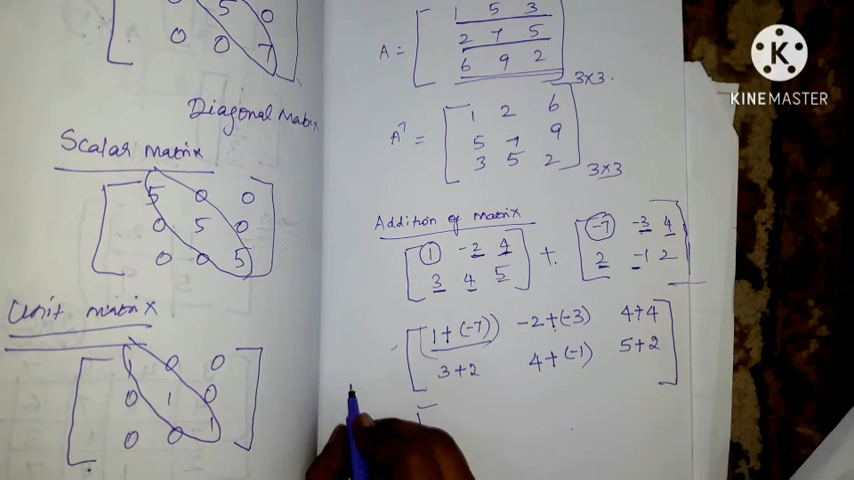 5 0
0 0 7
Diagonal Matrix
Scalar matrix
5 0 0
0 5 0
0 0 5
Unit matrix
1 0 0
0 1 0
0 0 1
A = 1 5 3
2 7 5
6 9 2
3×3.
Aᵀ = 1 2 6
5 7 9
3 5 2
3×3
Addition of matrix
1 -2 4 + -7 -3 4
3 4 5 2 -1 2
1+(-7) -2+(-3) 4+4
3+2 4+(-1) 5+2
K
KINEMASTER